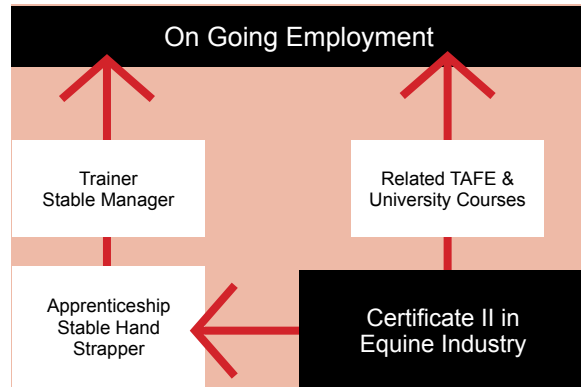 On Going Employment
Trainer
Stable Manager
Related TAFE &
University Courses
Apprenticeship
Stable Hand
Strapper
Certificate II in
Equine Industry